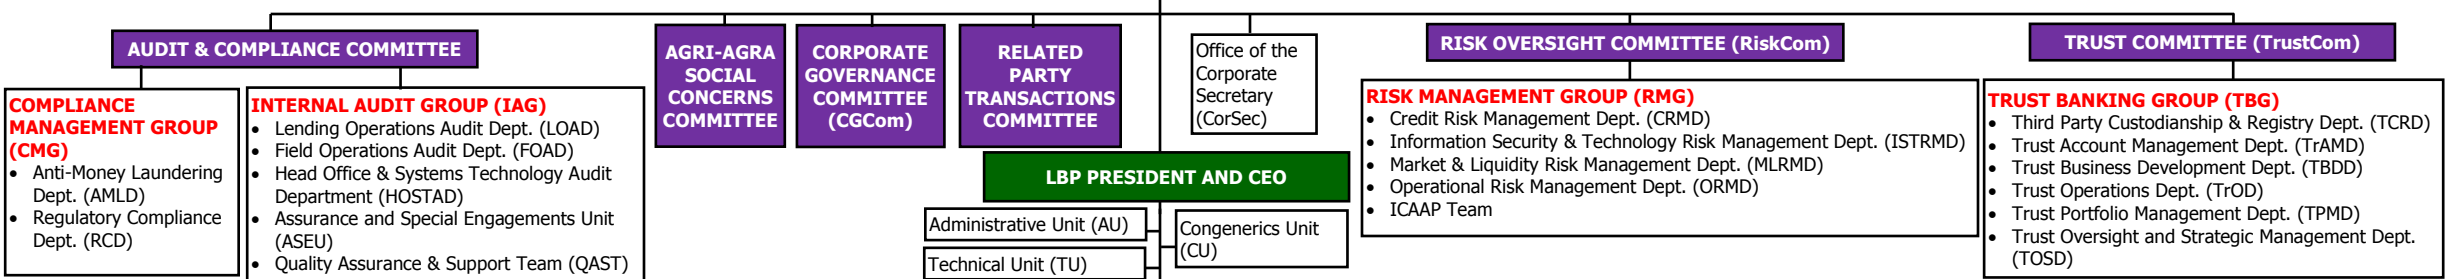 AUDIT & COMPLIANCE COMMITTEE
COMPLIANCE
MANAGEMENT GROUP
(CMG)
• Anti-Money Laundering
Dept. (AMLD)
• Regulatory Compliance
Dept. (RCD)
INTERNAL AUDIT GROUP (IAG)
• Lending Operations Audit Dept. (LOAD)
• Field Operations Audit Dept. (FOAD)
• Head Office & Systems Technology Audit
Department (HOSTAD)
• Assurance and Special Engagements Unit
(ASEU)
• Quality Assurance & Support Team (QAST)
AGRI-AGRA
SOCIAL
CONCERNS
COMMITTEE
CORPORATE
GOVERNANCE
COMMITTEE
(CGCom)
RELATED
PARTY
TRANSACTIONS
COMMITTEE
Office of the
Corporate
Secretary
(CorSec)
LBP PRESIDENT AND CEO
Administrative Unit (AU)
Technical Unit (TU)
Congenerics Unit
(CU)
RISK OVERSIGHT COMMITTEE (RiskCom)
RISK MANAGEMENT GROUP (RMG)
• Credit Risk Management Dept. (CRMD)
• Information Security & Technology Risk Management Dept. (ISTRMD)
• Market & Liquidity Risk Management Dept. (MLRMD)
• Operational Risk Management Dept. (ORMD)
• ICAAP Team
TRUST COMMITTEE (TrustCom)
TRUST BANKING GROUP (TBG)
• Third Party Custodianship & Registry Dept. (TCRD)
• Trust Account Management Dept. (TrAMD)
• Trust Business Development Dept. (TBDD)
• Trust Operations Dept. (TrOD)
• Trust Portfolio Management Dept. (TPMD)
• Trust Oversight and Strategic Management Dept.
(TOSD)